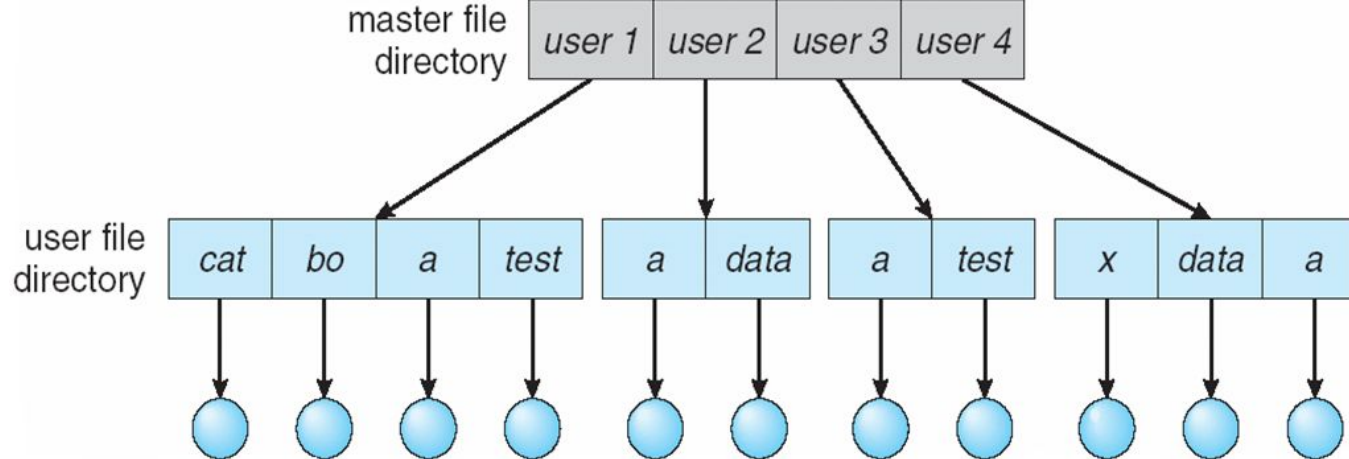 master file
directory
user 1 user 2 user 3 user 4
user file
directory
cat bo a test a data a test x data a